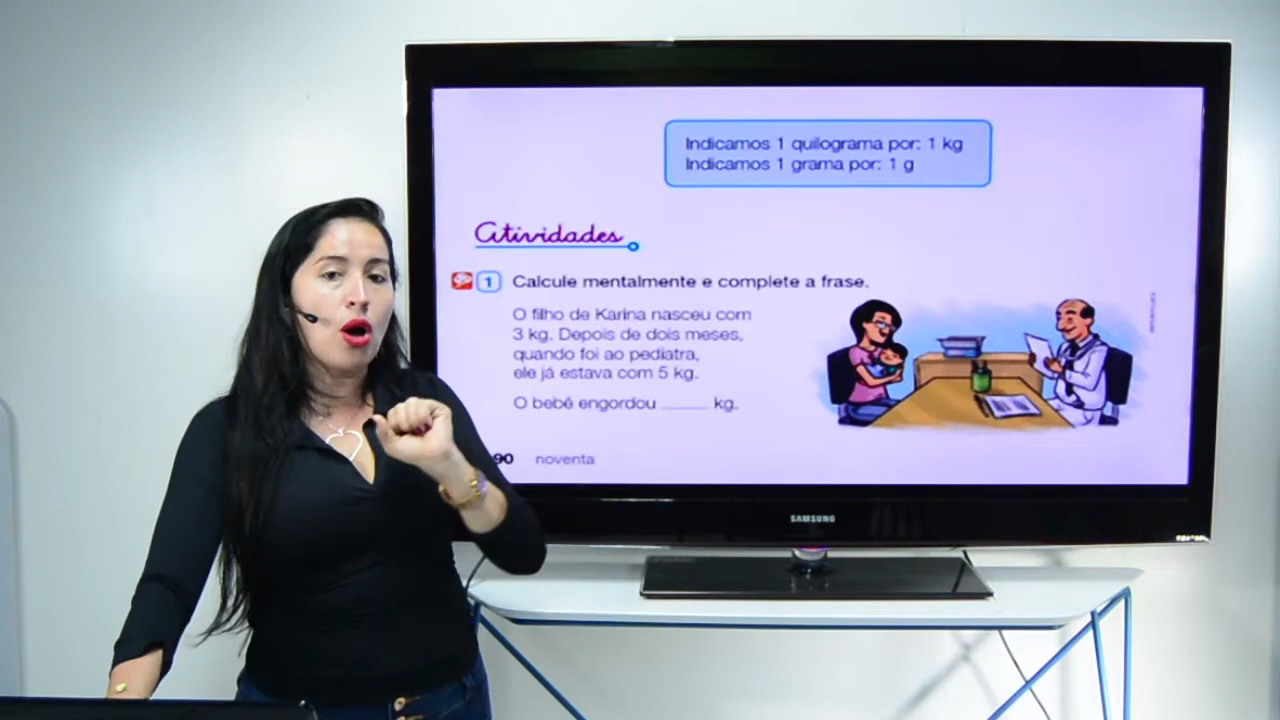 Indicamos 1 quilograma por: 1 kg
Indicamos 1 grama por: 1 g
Atividades
1 Calcule mentalmente e complete a frase.
O filho de Karina nasceu com
3 kg. Depois de dois meses,
quando foi ao pediatra,
ele já estava com 5 kg.
O bebê engordou ______ kg.
90 noventa
SAMSUNG